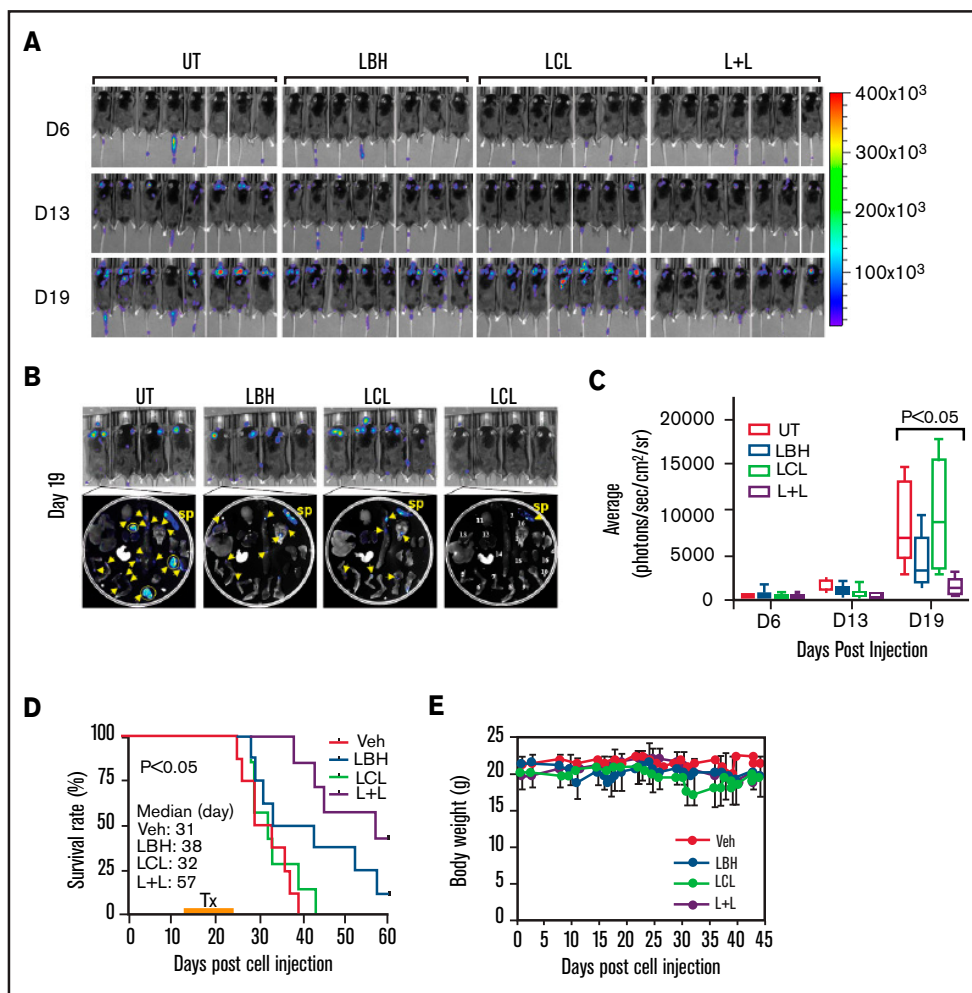 A
UT LBH LCL L+L
D6
D13
D19
400x10³
300x10³
200x10³
100x10³
B
UT LBH LCL LCL
Day 19
sp sp sp sp
C
Average
(photons/sec/cm²/sr)
20000
15000
10000
5000
0
UT
LBH
LCL
L+L
P<0.05
D6 D13 D19
Days Post Injection
D
Survival rate (%)
100
75
50
25
0
P<0.05
Median (day)
Veh: 31
LBH: 38
LCL: 32
L+L: 57
Tx
Veh
LBH
LCL
L+L
0 10 20 30 40 50 60
Days post cell injection
E
Body weight (g)
25
20
15
10
5
0
Veh
LBH
LCL
L+L
0 5 10 15 20 25 30 35 40 45
Days post cell injection